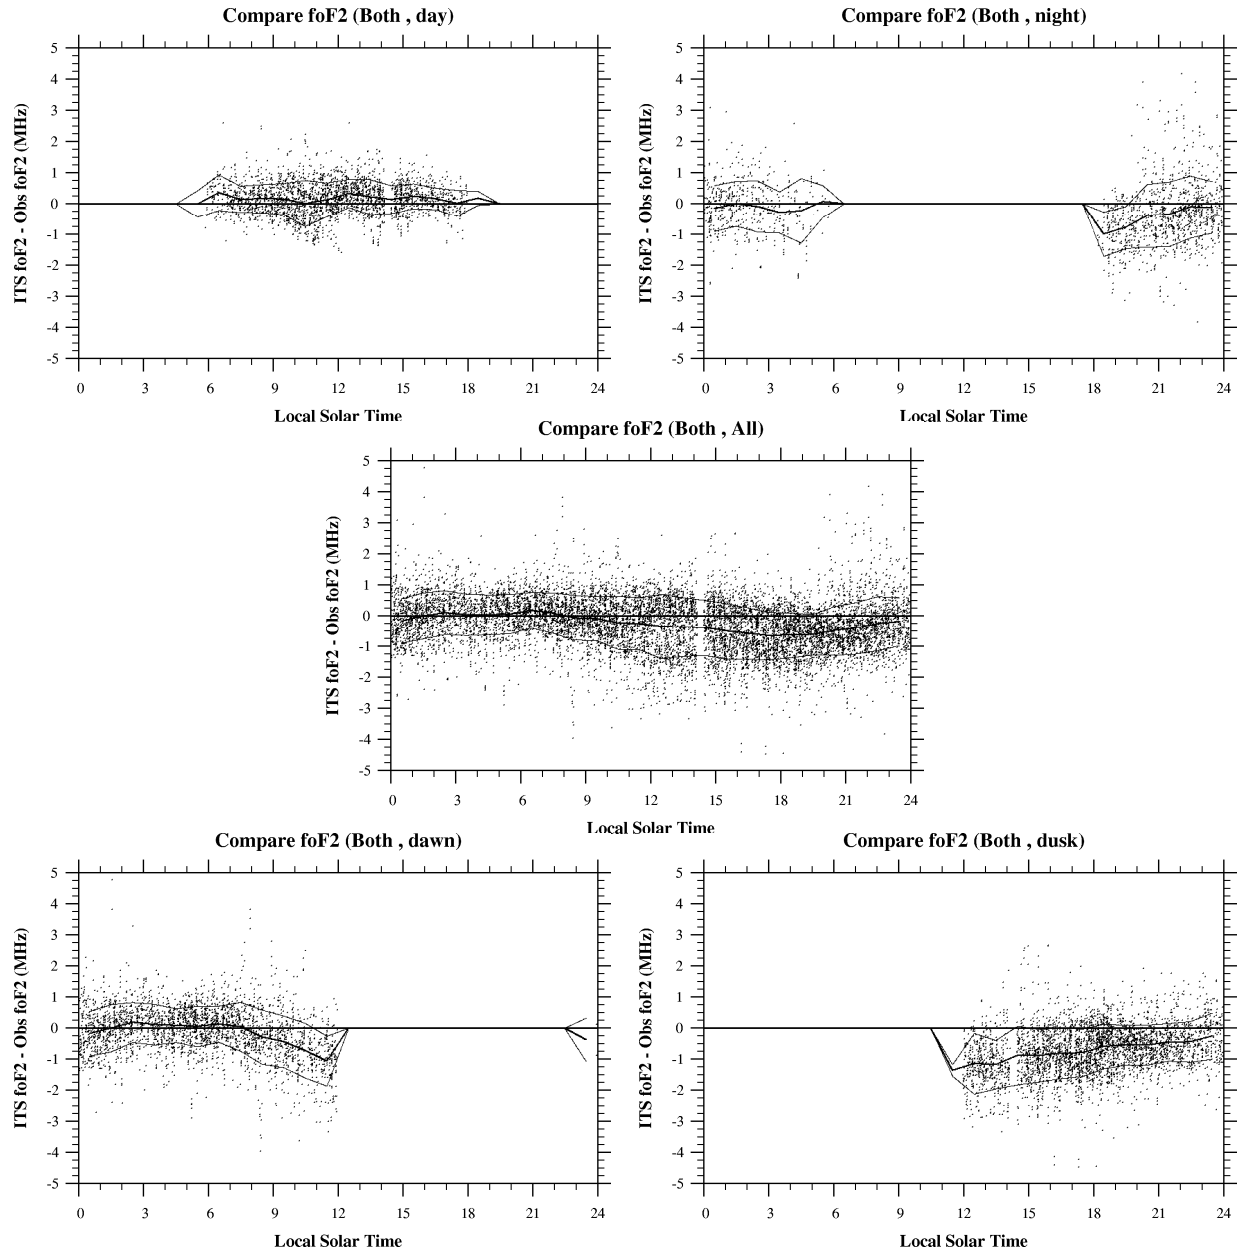 Compare foF2 (Both , day)
ITS foF2 - Obs foF2 (MHz)
5
4
3
2
1
0
-1
-2
-3
-4
-5
0 3 6 9 12 15 18 21 24
Local Solar Time
Compare foF2 (Both , night)
ITS foF2 - Obs foF2 (MHz)
5
4
3
2
1
0
-1
-2
-3
-4
-5
0 3 6 9 12 15 18 21 24
Local Solar Time
Compare foF2 (Both , All)
ITS foF2 - Obs foF2 (MHz)
5
4
3
2
1
0
-1
-2
-3
-4
-5
0 3 6 9 12 15 18 21 24
Local Solar Time
Compare foF2 (Both , dawn)
ITS foF2 - Obs foF2 (MHz)
5
4
3
2
1
0
-1
-2
-3
-4
-5
0 3 6 9 12 15 18 21 24
Local Solar Time
Compare foF2 (Both , dusk)
ITS foF2 - Obs foF2 (MHz)
5
4
3
2
1
0
-1
-2
-3
-4
-5
0 3 6 9 12 15 18 21 24
Local Solar Time